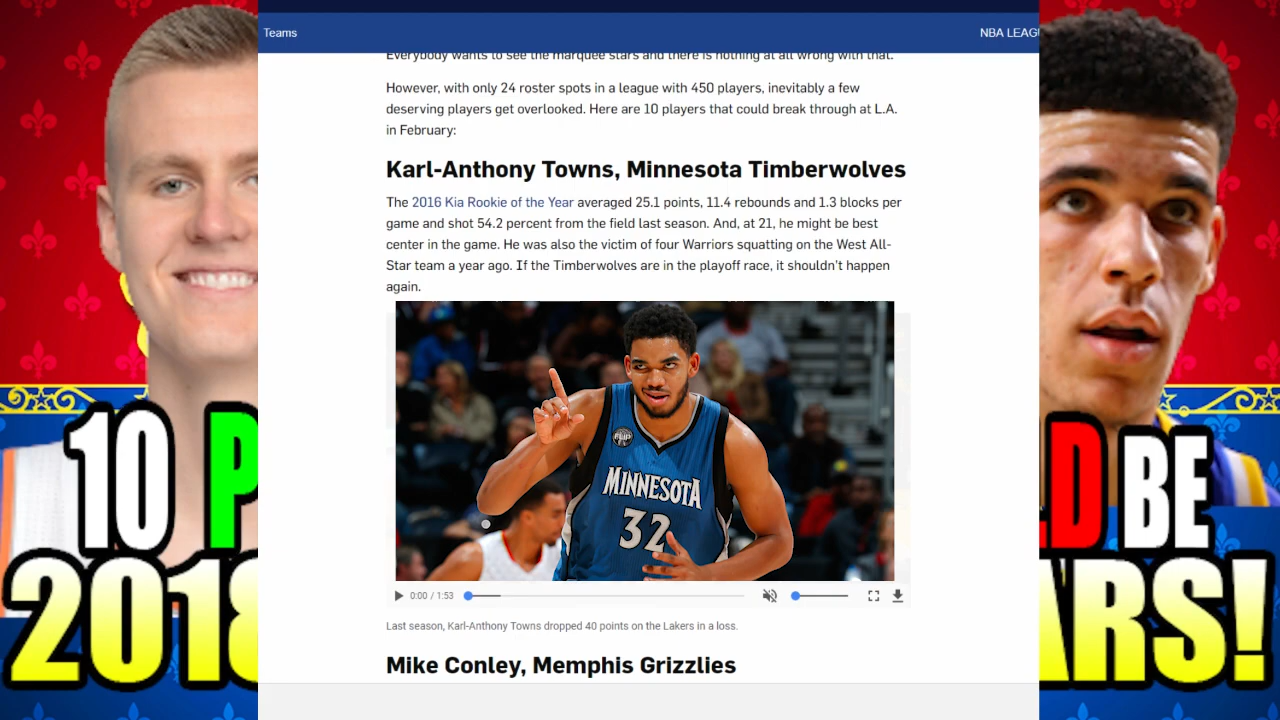 Teams
NBA LEAG
Everybody wants to see the marquee stars and there is nothing at all wrong with that.
However, with only 24 roster spots in a league with 450 players, inevitably a few
deserving players get overlooked. Here are 10 players that could break through at L.A.
in February:
Karl-Anthony Towns, Minnesota Timberwolves
The 2016 Kia Rookie of the Year averaged 25.1 points, 11.4 rebounds and 1.3 blocks per
game and shot 54.2 percent from the field last season. And, at 21, he might be best
center in the game. He was also the victim of four Warriors squatting on the West All-
Star team a year ago. If the Timberwolves are in the playoff race, it shouldn't happen
again.
FLIP
MINNESOTA
32
0:00 / 1:53
Last season, Karl-Anthony Towns dropped 40 points on the Lakers in a loss.
Mike Conley, Memphis Grizzlies
10 P
D BE
2018
ARS!